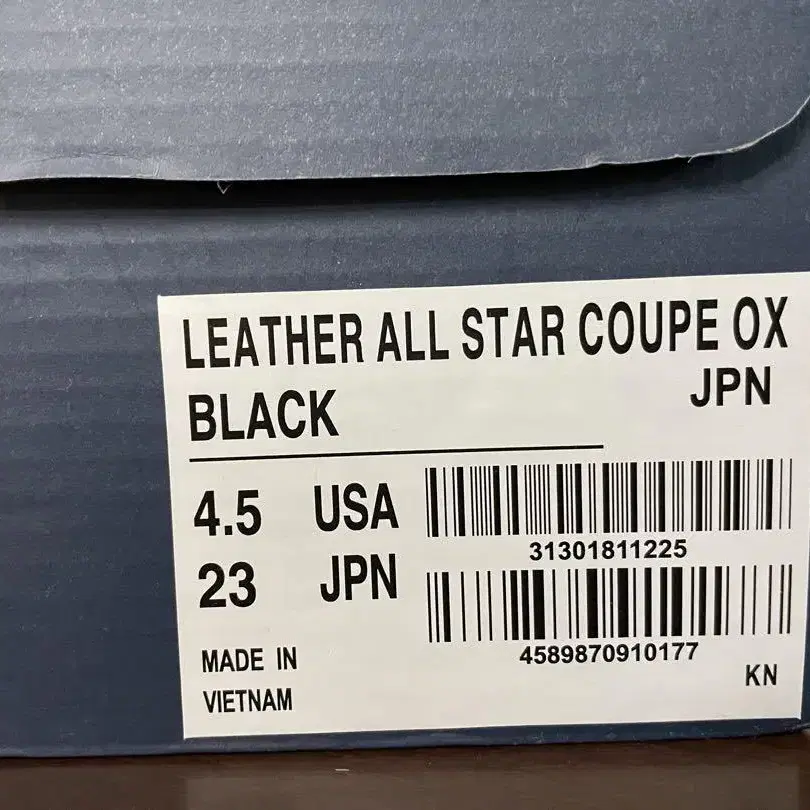 LEATHER ALL STAR COUPE OX
BLACK JPN
4.5 USA
31301811225
23 JPN
4589870910177
MADE IN
VIETNAM
KN